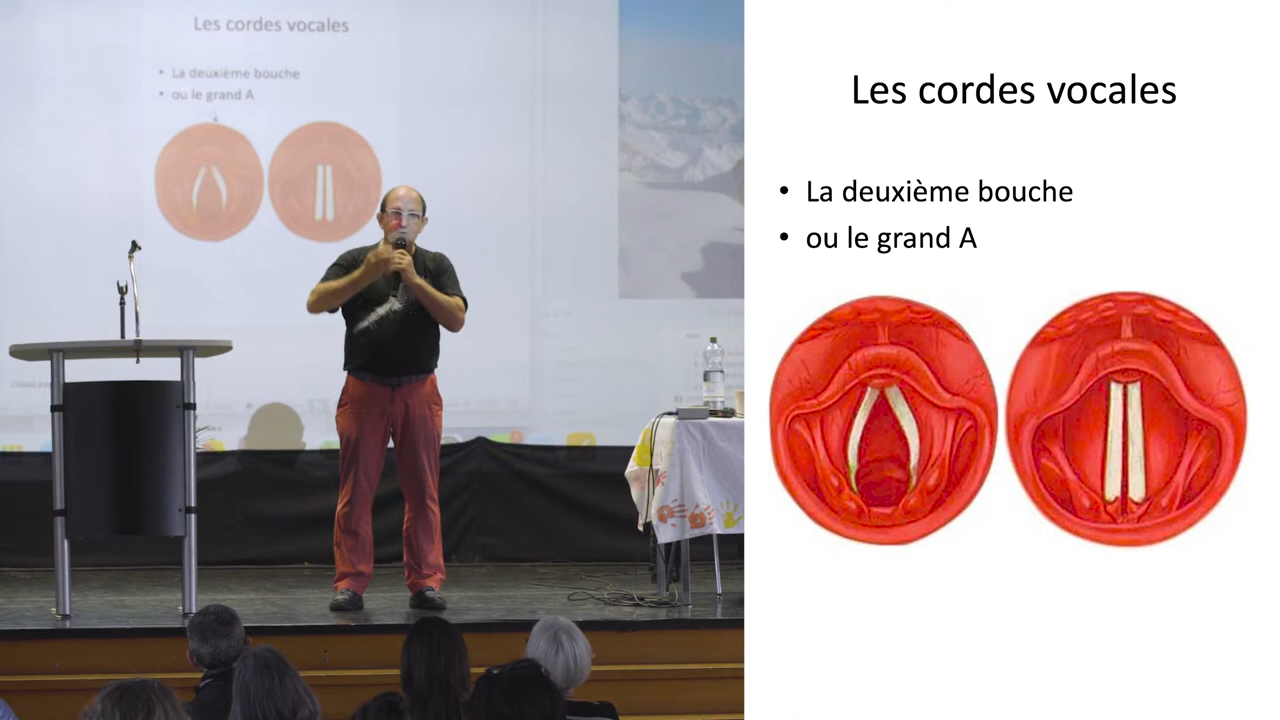 Les cordes vocales
• La deuxième bouche
• ou le grand A
Les cordes vocales
• La deuxième bouche
• ou le grand A